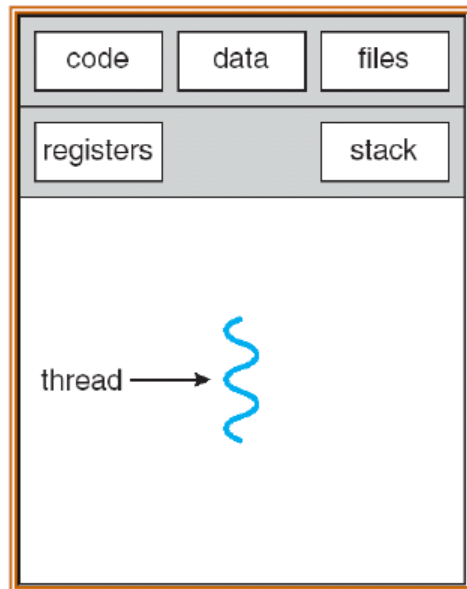 code data files
registers stack
thread